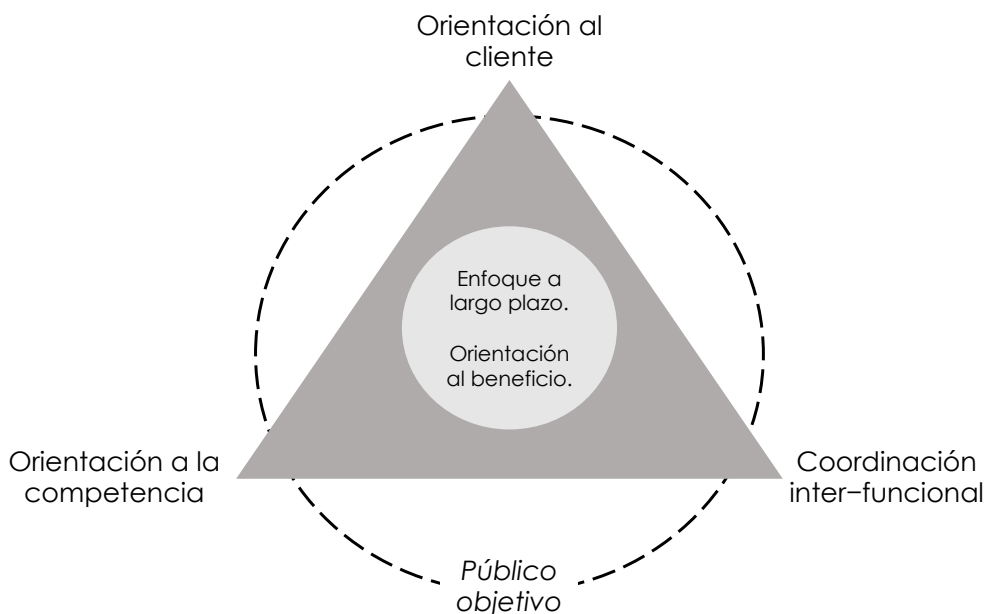 Orientación al
cliente
Enfoque a
largo plazo.
Orientación
al beneficio.
Orientación a la
competencia
Coordinación
inter-funcional
Público
objetivo